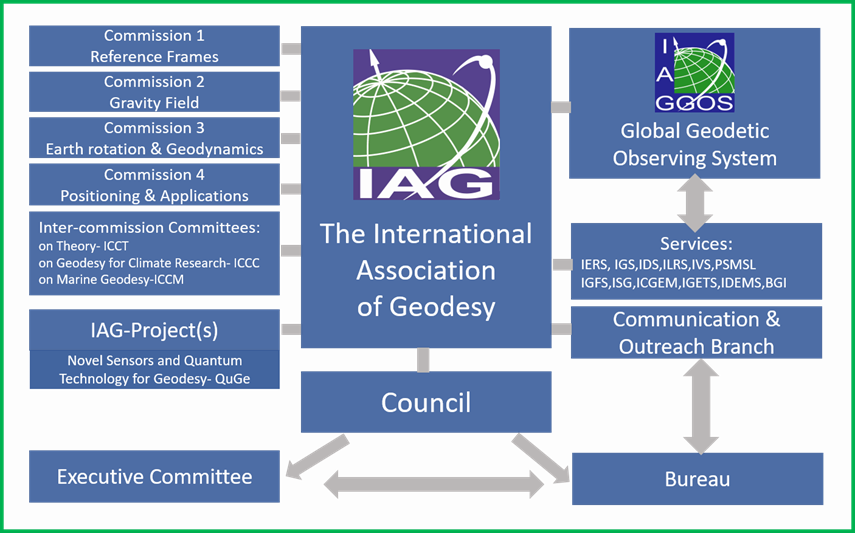 Commission 1
Reference Frames
Commission 2
Gravity Field
Commission 3
Earth rotation & Geodynamics
Commission 4
Positioning & Applications
Inter-commission Committees:
on Theory- ICCT
on Geodesy for Climate Research- ICCC
on Marine Geodesy-ICCM
IAG-Project(s)
Novel Sensors and Quantum
Technology for Geodesy- QuGe
IAG
The International
Association
of Geodesy
Council
I
A
GGOS
Global Geodetic
Observing System
Services:
IERS, IGS,IDS,ILRS,IVS,PSMSL
IGFS,ISG,ICGEM,IGETS,IDEMS,BGI
Communication &
Outreach Branch
Executive Committee
Bureau